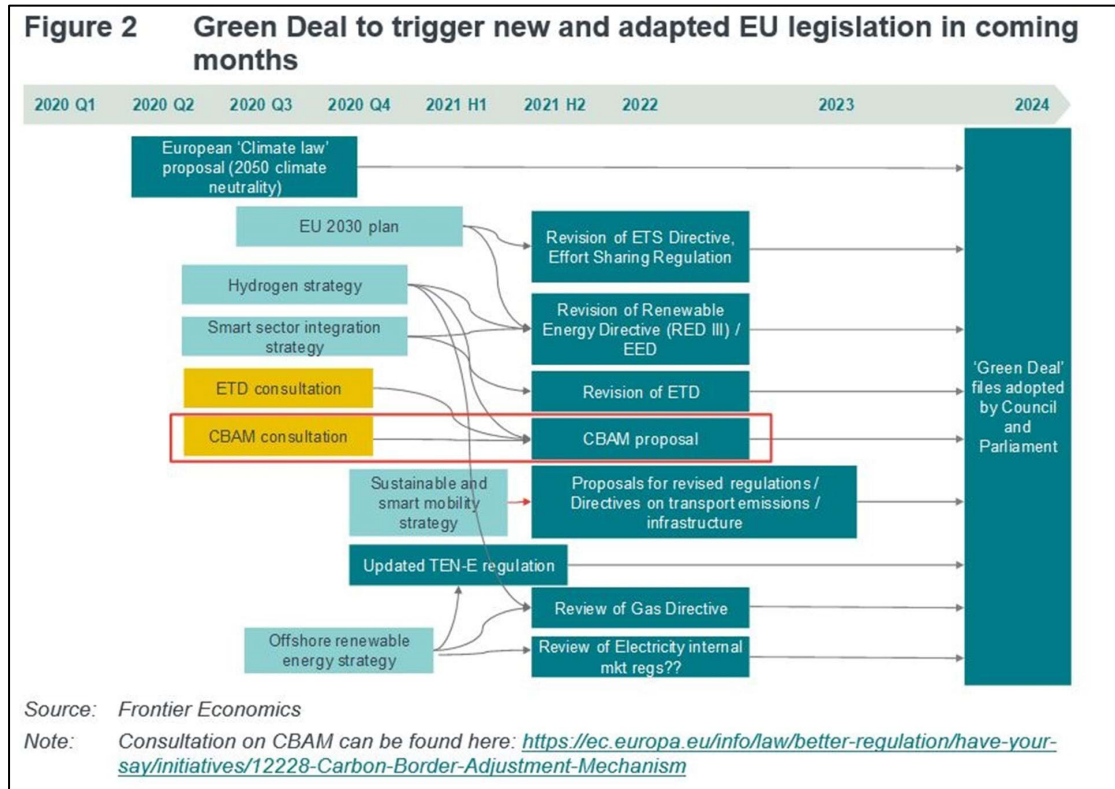 Figure 2 Green Deal to trigger new and adapted EU legislation in coming
months
2020 Q1 2020 Q2 2020 Q3 2020 Q4 2021 H1 2021 H2 2022 2023 2024
European ‘Climate law’
proposal (2050 climate
neutrality)
EU 2030 plan
Revision of ETS Directive,
Effort Sharing Regulation
Hydrogen strategy
Revision of Renewable
Energy Directive (RED III) /
EED
Smart sector integration
strategy
ETD consultation
Revision of ETD
CBAM consultation
CBAM proposal
Sustainable and
smart mobility
strategy
Proposals for revised regulations /
Directives on transport emissions /
infrastructure
Updated TEN-E regulation
Review of Gas Directive
Offshore renewable
energy strategy
Review of Electricity internal
mkt regs??
‘Green Deal’
files adopted
by Council
and
Parliament
Source: Frontier Economics
Note: Consultation on CBAM can be found here: https://ec.europa.eu/info/law/better-regulation/have-your-
say/initiatives/12228-Carbon-Border-Adjustment-Mechanism